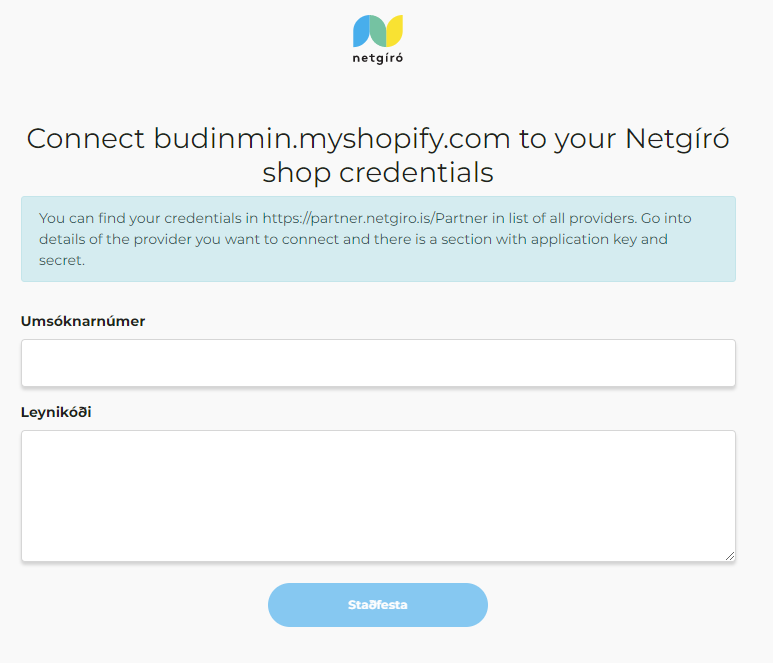 netgíró
Connect budinmin.myshopify.com to your Netgíró
shop credentials
You can find your credentials in https://partner.netgiro.is/Partner in list of all providers. Go into
details of the provider you want to connect and there is a section with application key and
secret.
Umsóknarnúmer
Leynikóði
Staðfesta